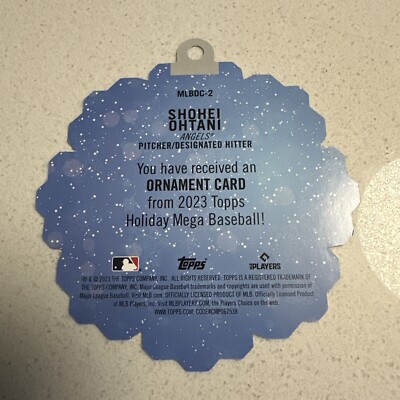 MLBDC-2
SHOHEI
OHTANI
ANGELS®
PITCHER/DESIGNATED HITTER
You have received an
ORNAMENT CARD
from 2023 Topps
Holiday Mega Baseball!
topps
PLAYERS
® & © 2023 THE TOPPS COMPANY, INC. ALL RIGHTS RESERVED. TOPPS IS A REGISTERED TRADEMARK OF
THE TOPPS COMPANY, INC. Major League Baseball trademarks and copyrights are used with permission of
Major League Baseball. Visit MLB.com. OFFICIALLY LICENSED PRODUCT OF MLB. Officially Licensed Product
of MLB Players, Inc. Visit MLBPLAYERS.com, the Players Choice on the web.
WWW.TOPPS.COM CODE#CMP067538